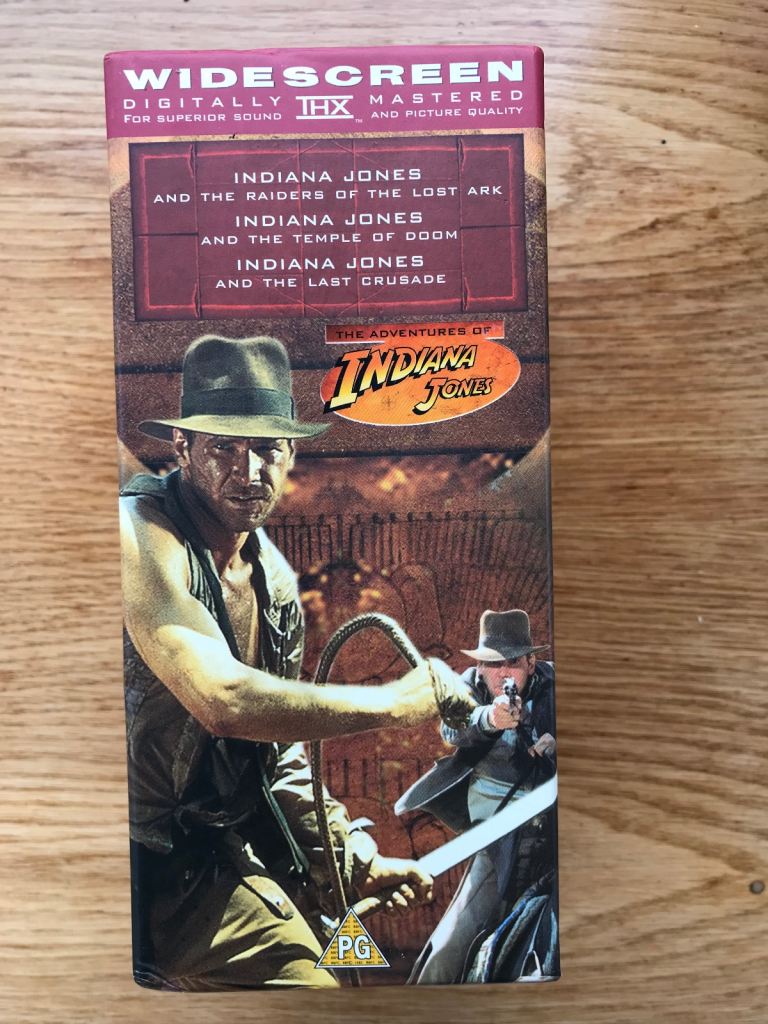 WIDESCREEN
DIGITALLY THX MASTERED
FOR SUPERIOR SOUND ™ AND PICTURE QUALITY
INDIANA JONES
AND THE RAIDERS OF THE LOST ARK
INDIANA JONES
AND THE TEMPLE OF DOOM
INDIANA JONES
AND THE LAST CRUSADE
THE ADVENTURES OF
INDIANA
JONES
PG